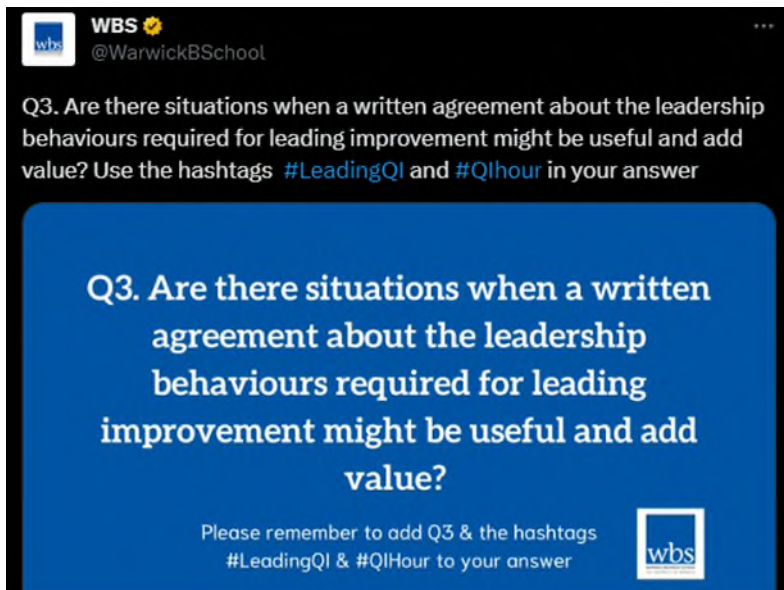 WBS
wbs
@WarwickBSchool
Q3. Are there situations when a written agreement about the leadership
behaviours required for leading improvement might be useful and add
value? Use the hashtags #LeadingQI and #QIhour in your answer
Q3. Are there situations when a written
agreement about the leadership
behaviours required for leading
improvement might be useful and add
value?
Please remember to add Q3 & the hashtags
#LeadingQI & #QIHour to your answer
wbs